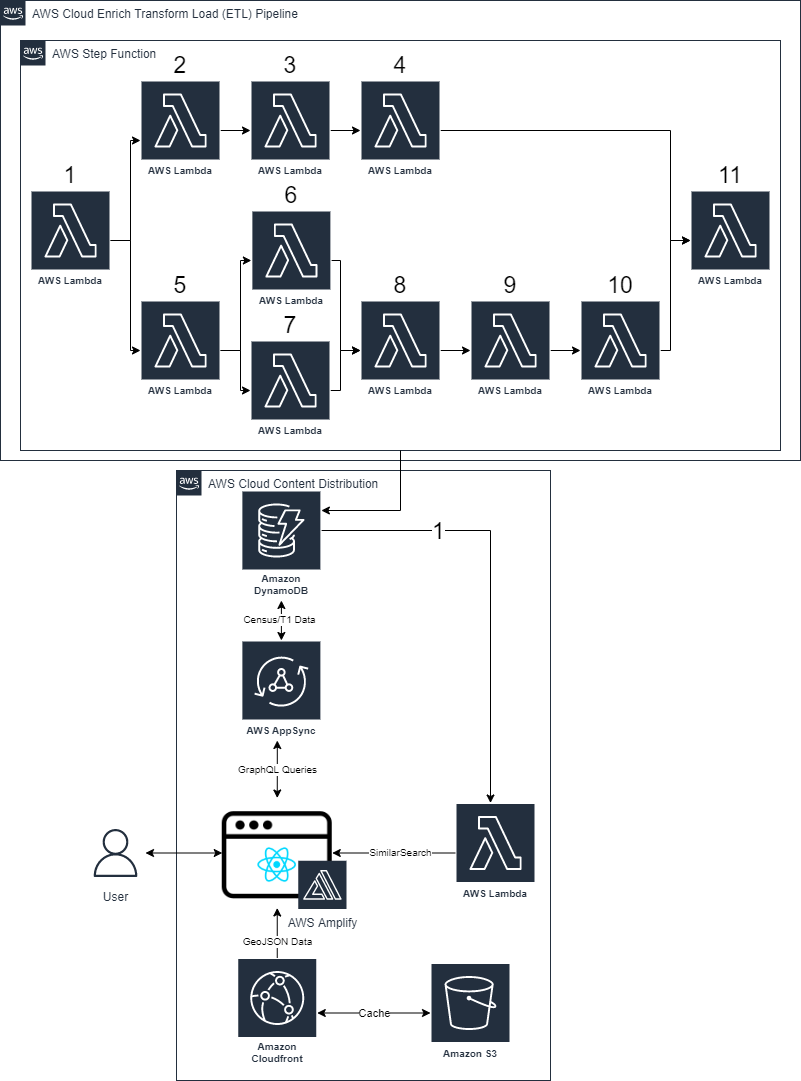 aws
AWS Cloud Enrich Transform Load (ETL) Pipeline
aws
AWS Step Function
2
3
4
AWS Lambda
AWS Lambda
AWS Lambda
1
6
11
AWS Lambda
AWS Lambda
AWS Lambda
5
7
8
9
10
AWS Lambda
AWS Lambda
AWS Lambda
AWS Lambda
AWS Lambda
aws
AWS Cloud Content Distribution
1
Amazon
DynamoDB
Census/T1 Data
AWS AppSync
GraphQL Queries
SimilarSearch
User
AWS Lambda
AWS Amplify
GeoJSON Data
Cache
Amazon
Cloudfront
Amazon S3